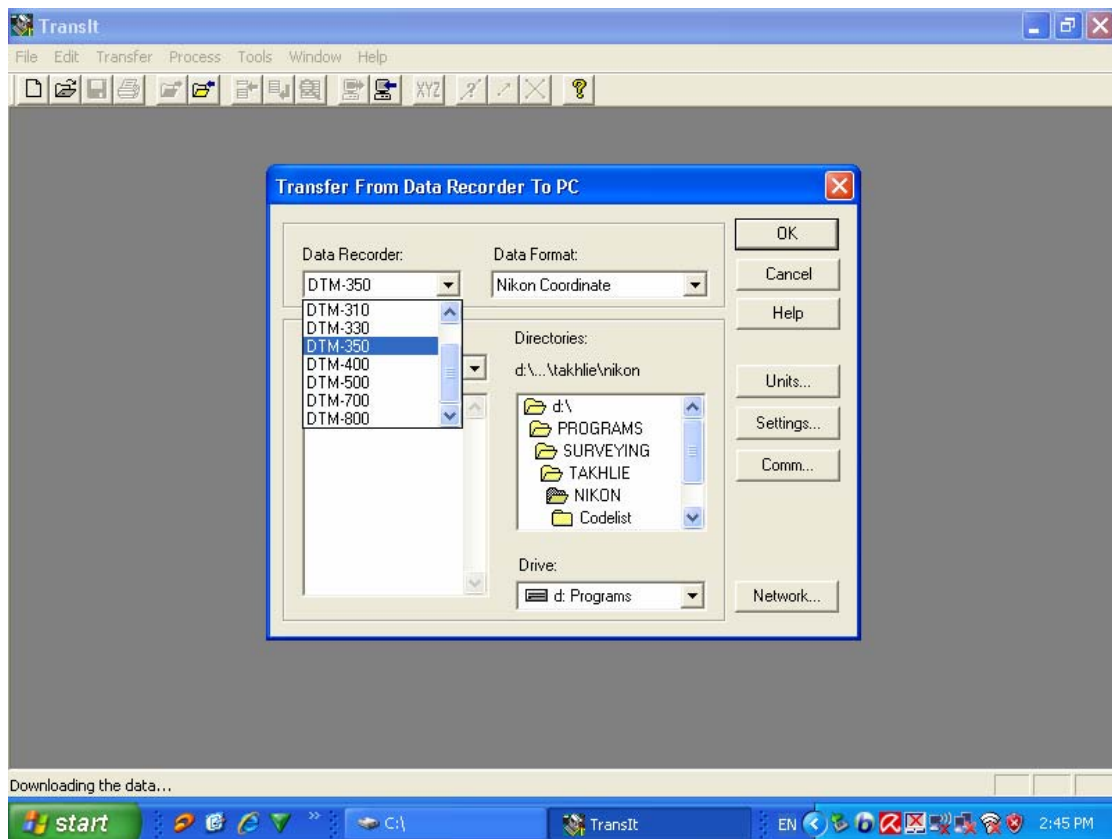 TransIt
File Edit Transfer Process Tools Window Help
XYZ
Transfer From Data Recorder To PC
OK
Data Recorder:
Data Format:
DTM-350
Nikon Coordinate
Cancel
DTM-310
DTM-330
DTM-350
DTM-400
DTM-500
DTM-700
DTM-800
Help
Directories:
d:\...\takhlie\nikon
Units...
d:\
PROGRAMS
SURVEYING
TAKHLIE
NIKON
Codelist
Settings...
Comm...
Drive:
d: Programs
Network...
Downloading the data...
start
C:\
TransIt
EN
2:45 PM